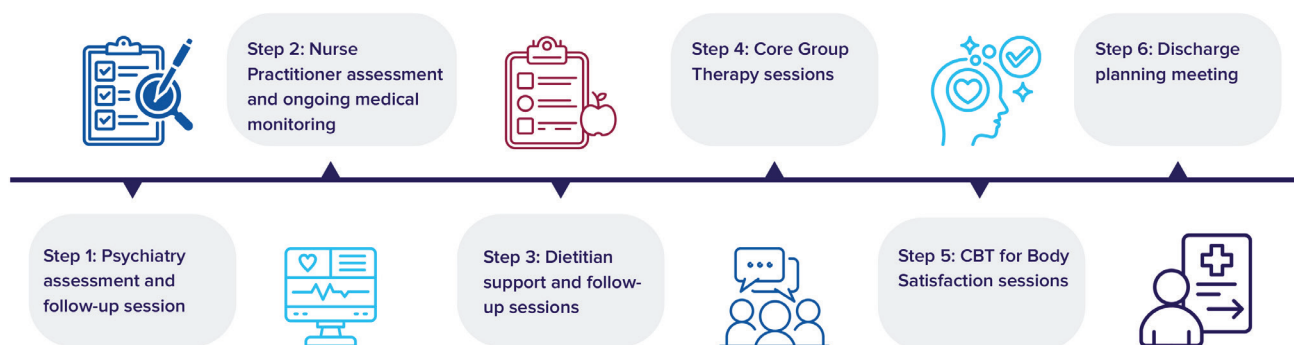 Step 1: Psychiatry
assessment and
follow-up session
Step 2: Nurse
Practitioner assessment
and ongoing medical
monitoring
Step 3: Dietitian
support and follow-
up sessions
Step 4: Core Group
Therapy sessions
Step 5: CBT for Body
Satisfaction sessions
Step 6: Discharge
planning meeting